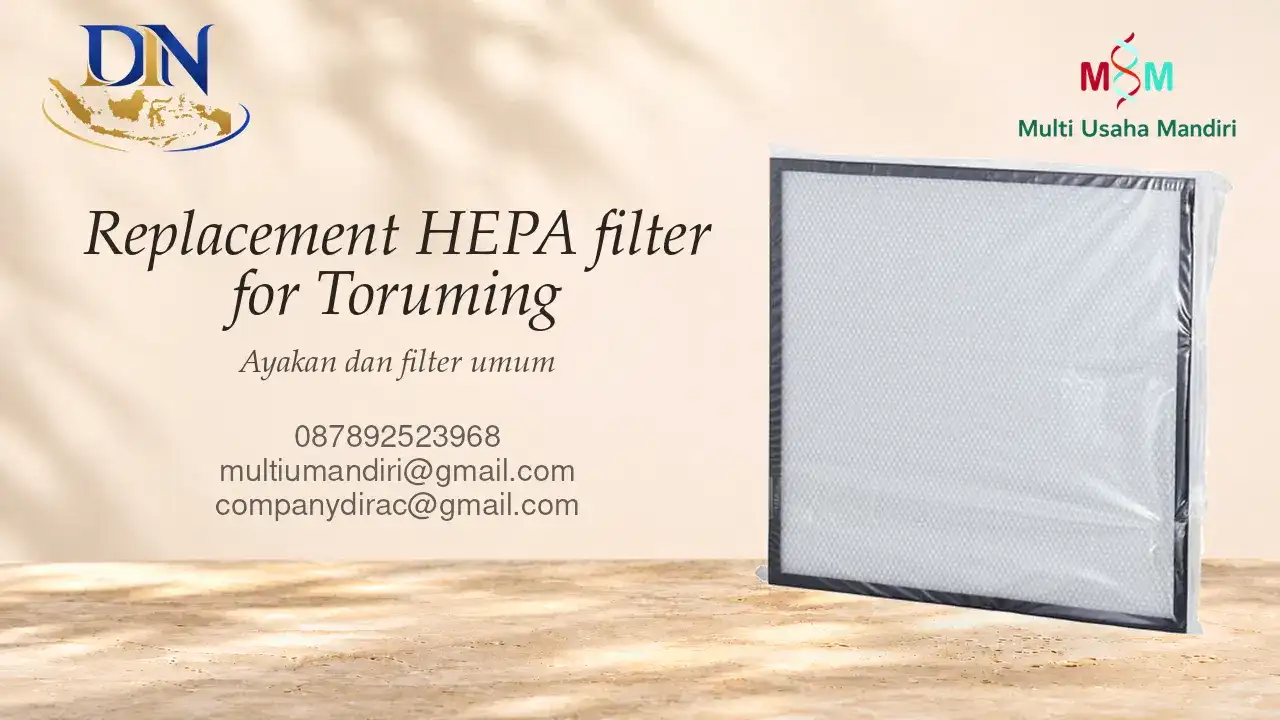 DIN
MSM
Multi Usaha Mandiri
Replacement HEPA filter
for Toruming
Ayakan dan filter umum
087892523968
multiumandiri@gmail.com
companydirac@gmail.com